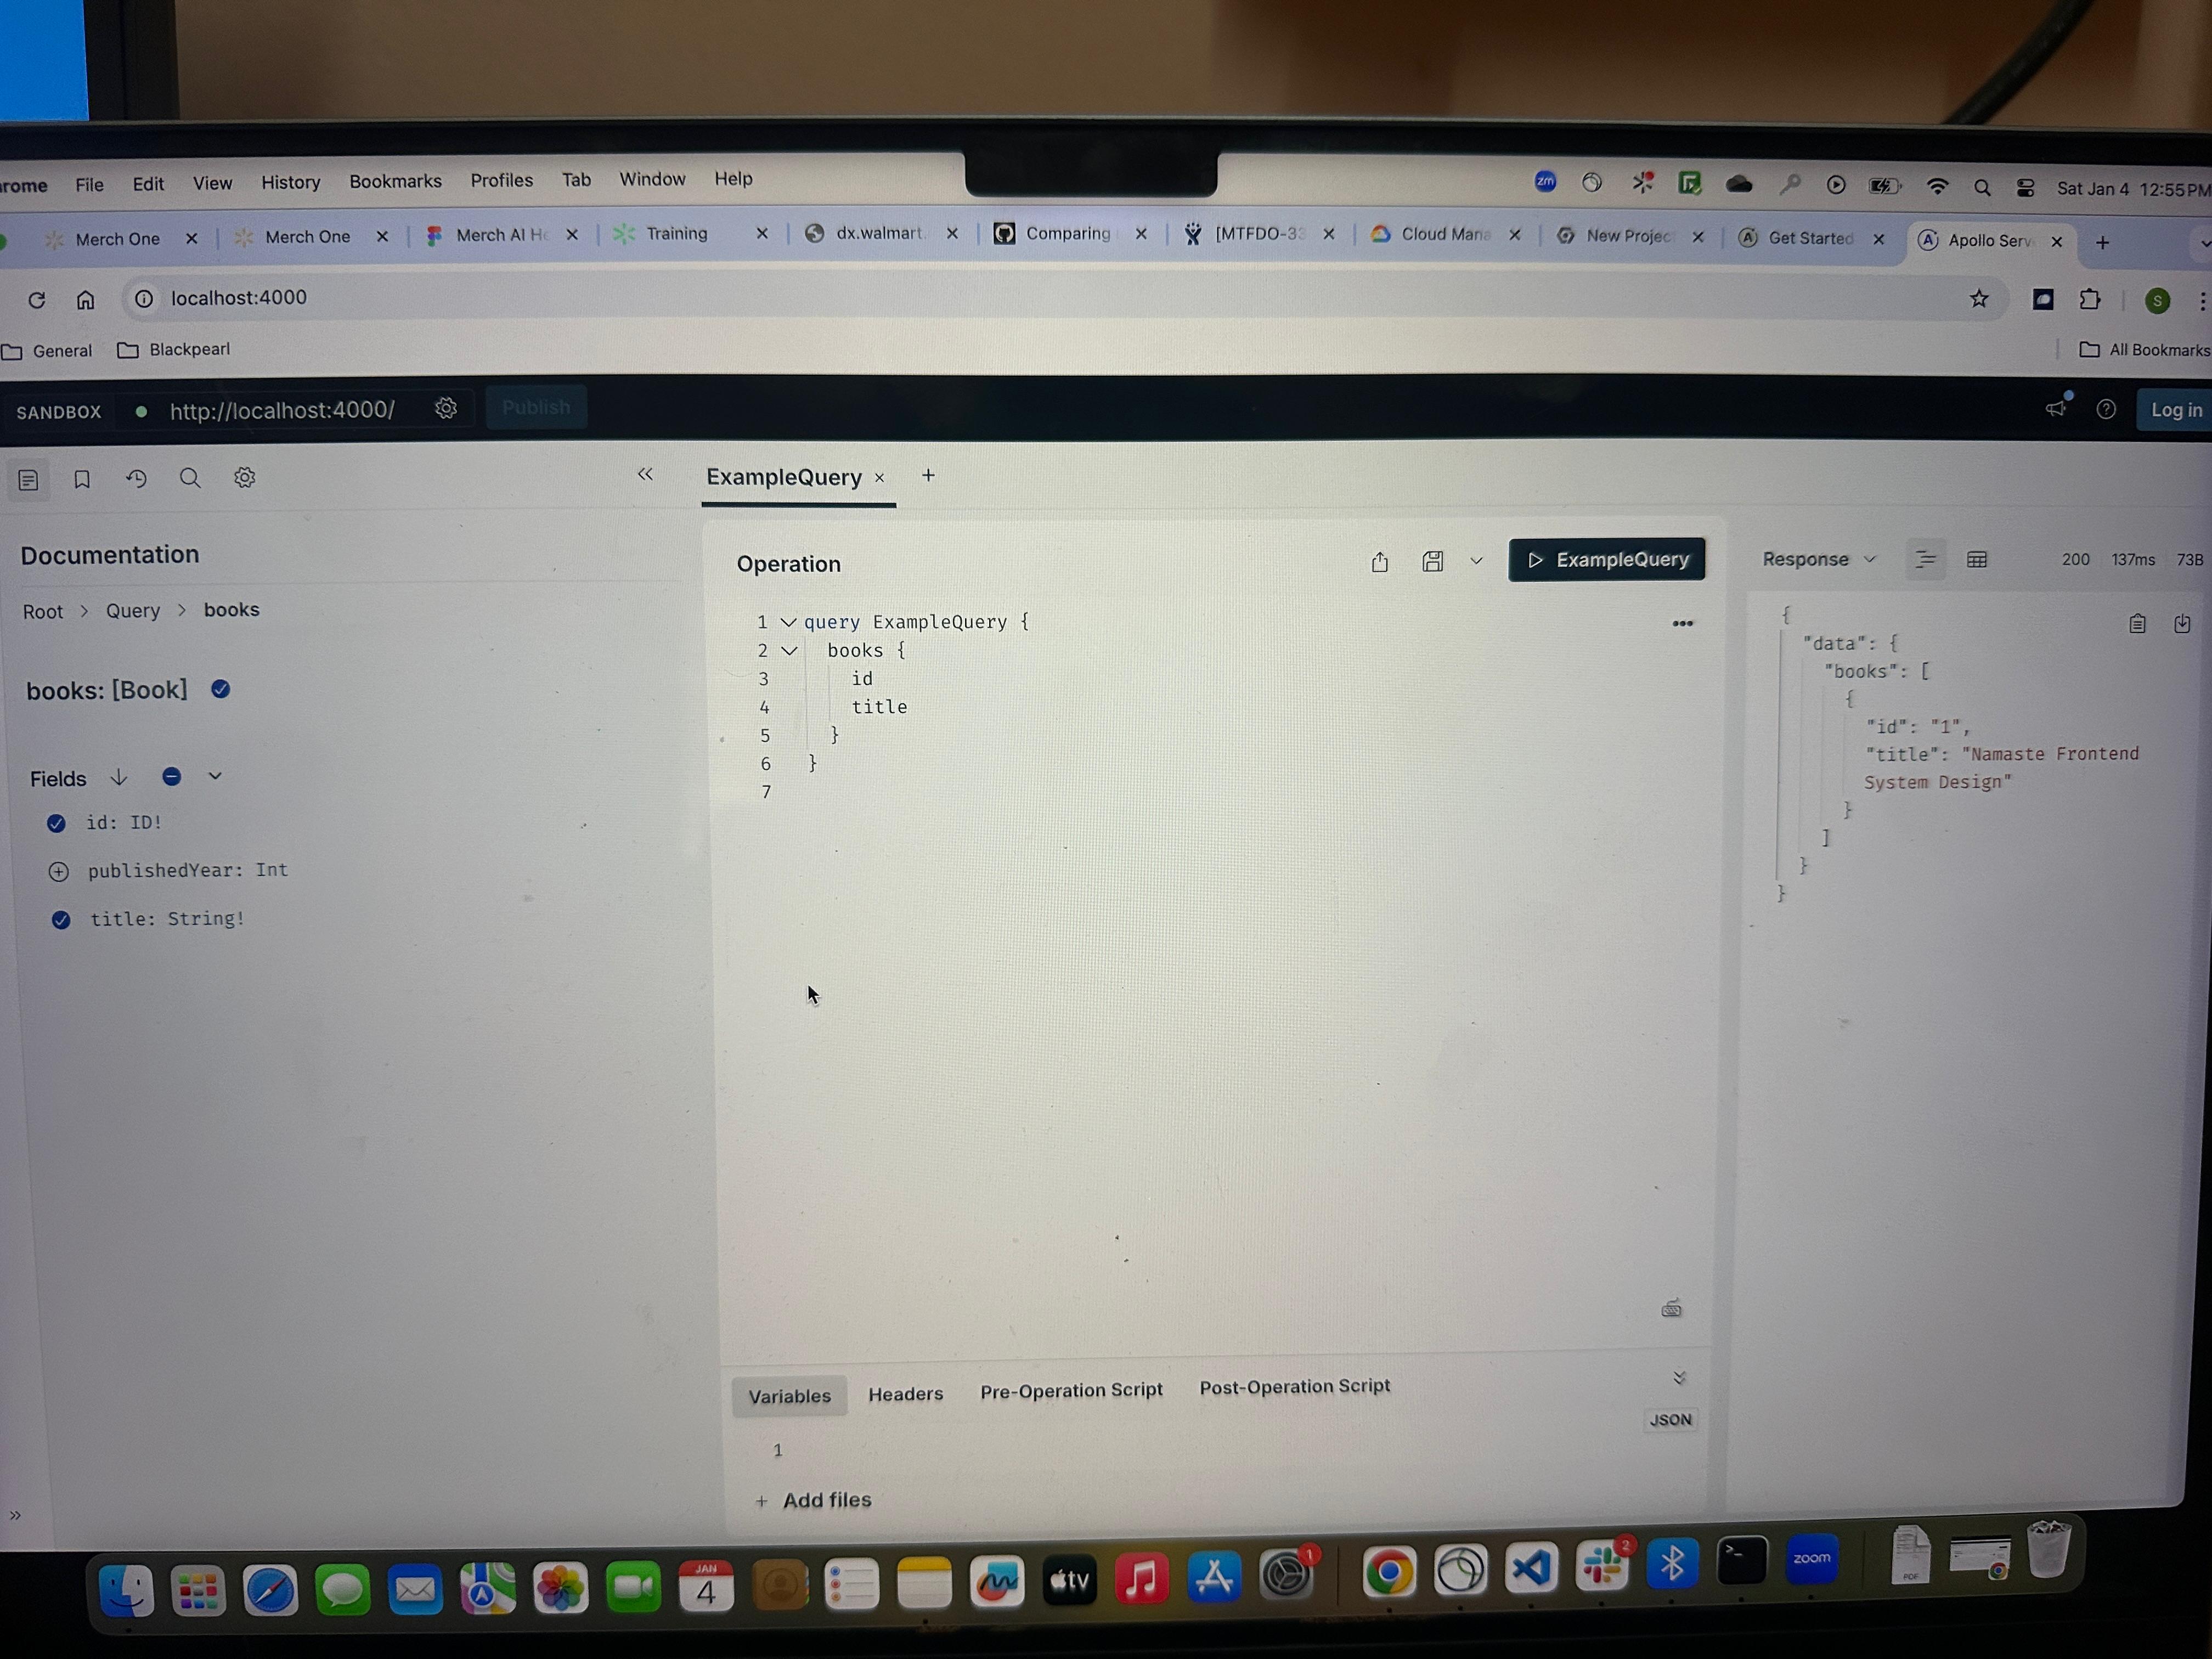 File Edit View History Bookmarks Profiles Tab Window Help zm Sat Jan 4 12:55PM
Merch One Merch One Merch AI Training dx.walmart. Comparing [MTFDO-33 Cloud Mana New Projec Get Started Apollo Serv
localhost:4000 S
General Blackpearl All Bookmarks
SANDBOX http://localhost:4000/ Publish Log in
ExampleQuery
Documentation
Root > Query > books
books: [Book]
Fields
id: ID!
publishedYear: Int
title: String!
Operation ExampleQuery
1 query ExampleQuery {
2 books {
3 id
4 title
5 }
6 }
7
Response 200 137ms 73B
{
"data": {
"books": [
{
"id": "1",
"title": "Namaste Frontend
System Design"
}
]
}
}
Variables Headers Pre-Operation Script Post-Operation Script
JSON
1
+ Add files
JAN
4
tv
1
2
zoom
PDF